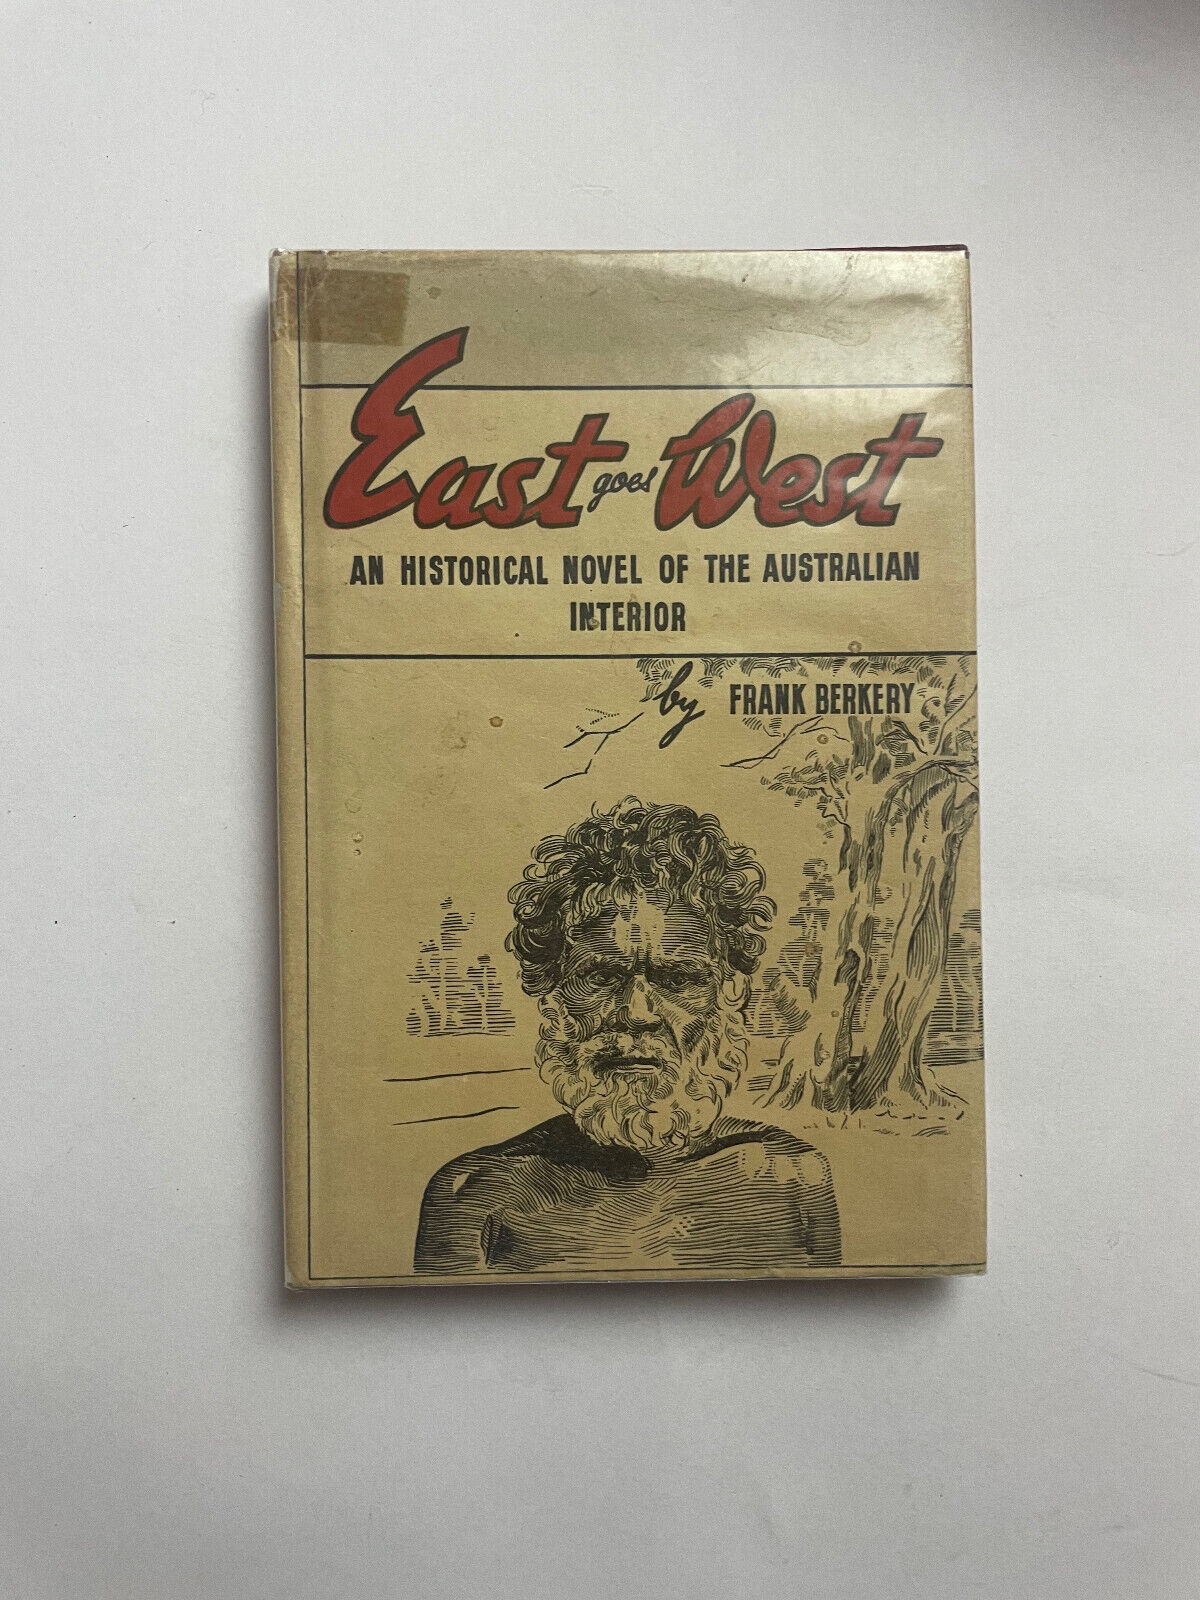 East goes West
AN HISTORICAL NOVEL OF THE AUSTRALIAN
INTERIOR
by FRANK BERKERY